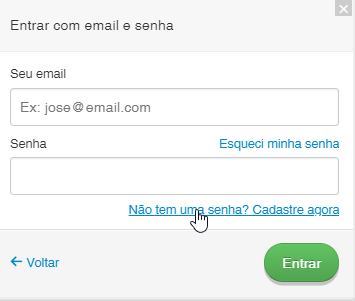 Entrar com email e senha
Seu email
Ex: jose@email.com
Senha Esqueci minha senha
Não tem uma senha? Cadastre agora
← Voltar Entrar